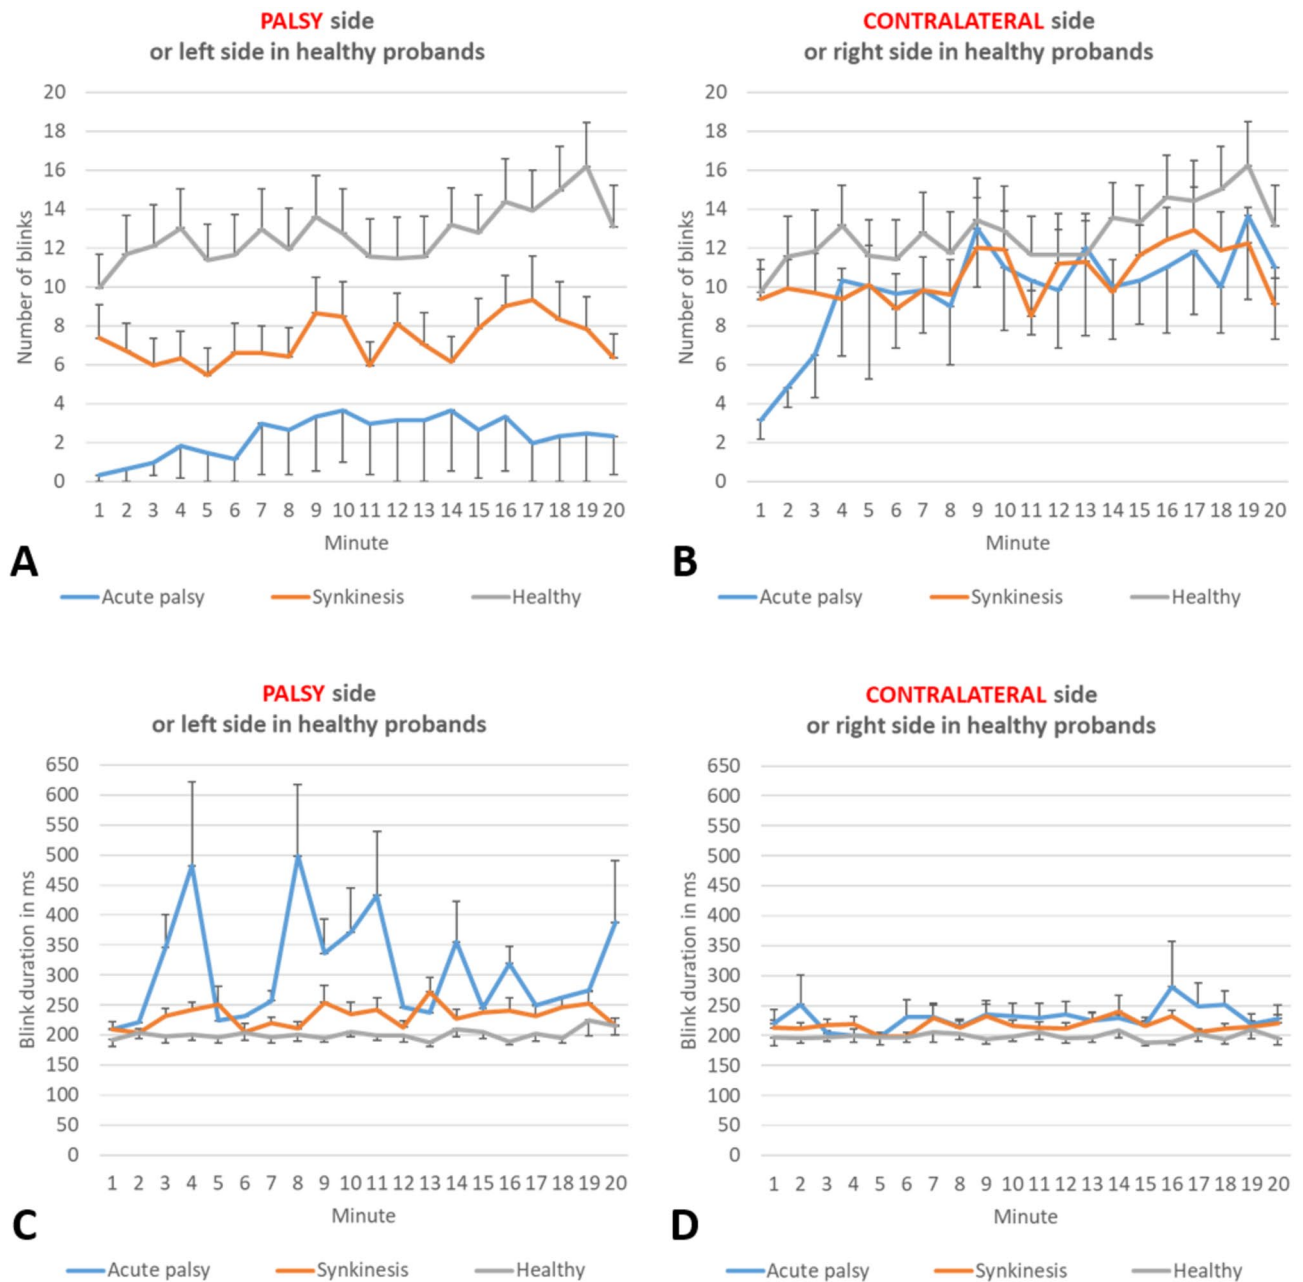 PALSY side
or left side in healthy probands
20
18
16
14
12
10
8
6
4
2
0
Number of blinks
1 2 3 4 5 6 7 8 9 10 11 12 13 14 15 16 17 18 19 20
Minute
A
Acute palsy Synkinesis Healthy
CONTRALATERAL side
or right side in healthy probands
20
18
16
14
12
10
8
6
4
2
0
Number of blinks
1 2 3 4 5 6 7 8 9 10 11 12 13 14 15 16 17 18 19 20
Minute
B
Acute palsy Synkinesis Healthy
PALSY side
or left side in healthy probands
650
600
550
500
450
400
350
300
250
200
150
100
50
0
Blink duration in ms
1 2 3 4 5 6 7 8 9 10 11 12 13 14 15 16 17 18 19 20
Minute
C
Acute palsy Synkinesis Healthy
CONTRALATERAL side
or right side in healthy probands
650
600
550
500
450
400
350
300
250
200
150
100
50
0
Blink duration in ms
1 2 3 4 5 6 7 8 9 10 11 12 13 14 15 16 17 18 19 20
Minute
D
Acute palsy Synkinesis Healthy